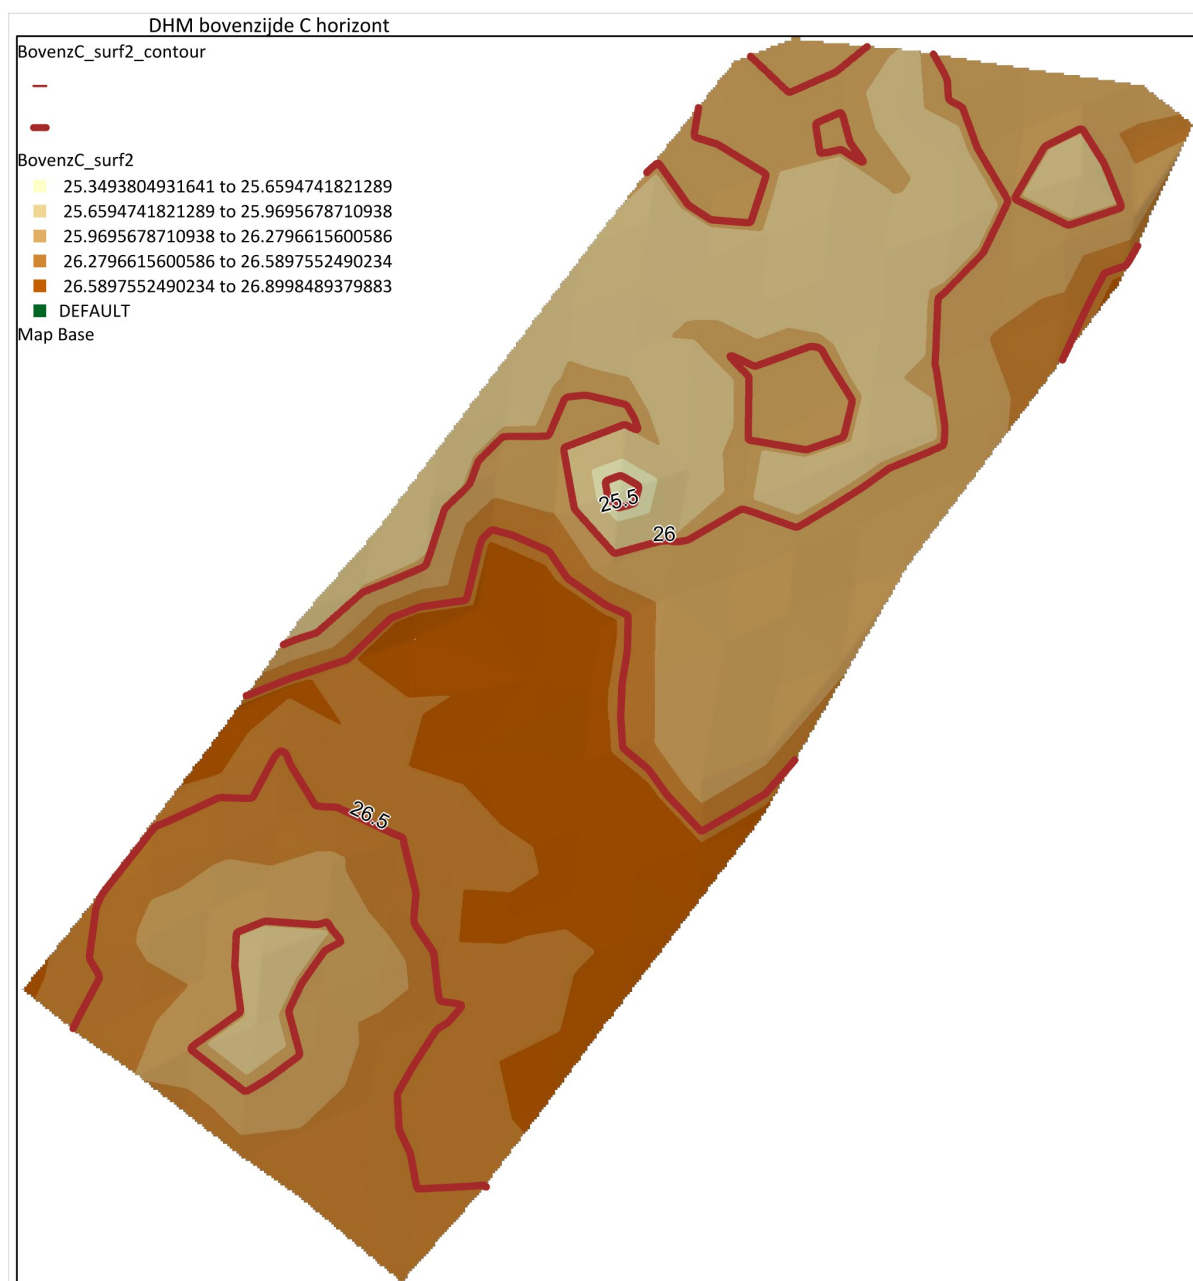 DHM bovenzijde C horizont
BovenzC_surf2_contour
BovenzC_surf2
25.3493804931641 to 25.6594741821289
25.6594741821289 to 25.9695678710938
25.9695678710938 to 26.2796615600586
26.2796615600586 to 26.5897552490234
26.5897552490234 to 26.8998489379883
DEFAULT
Map Base
25.5
26
26.5